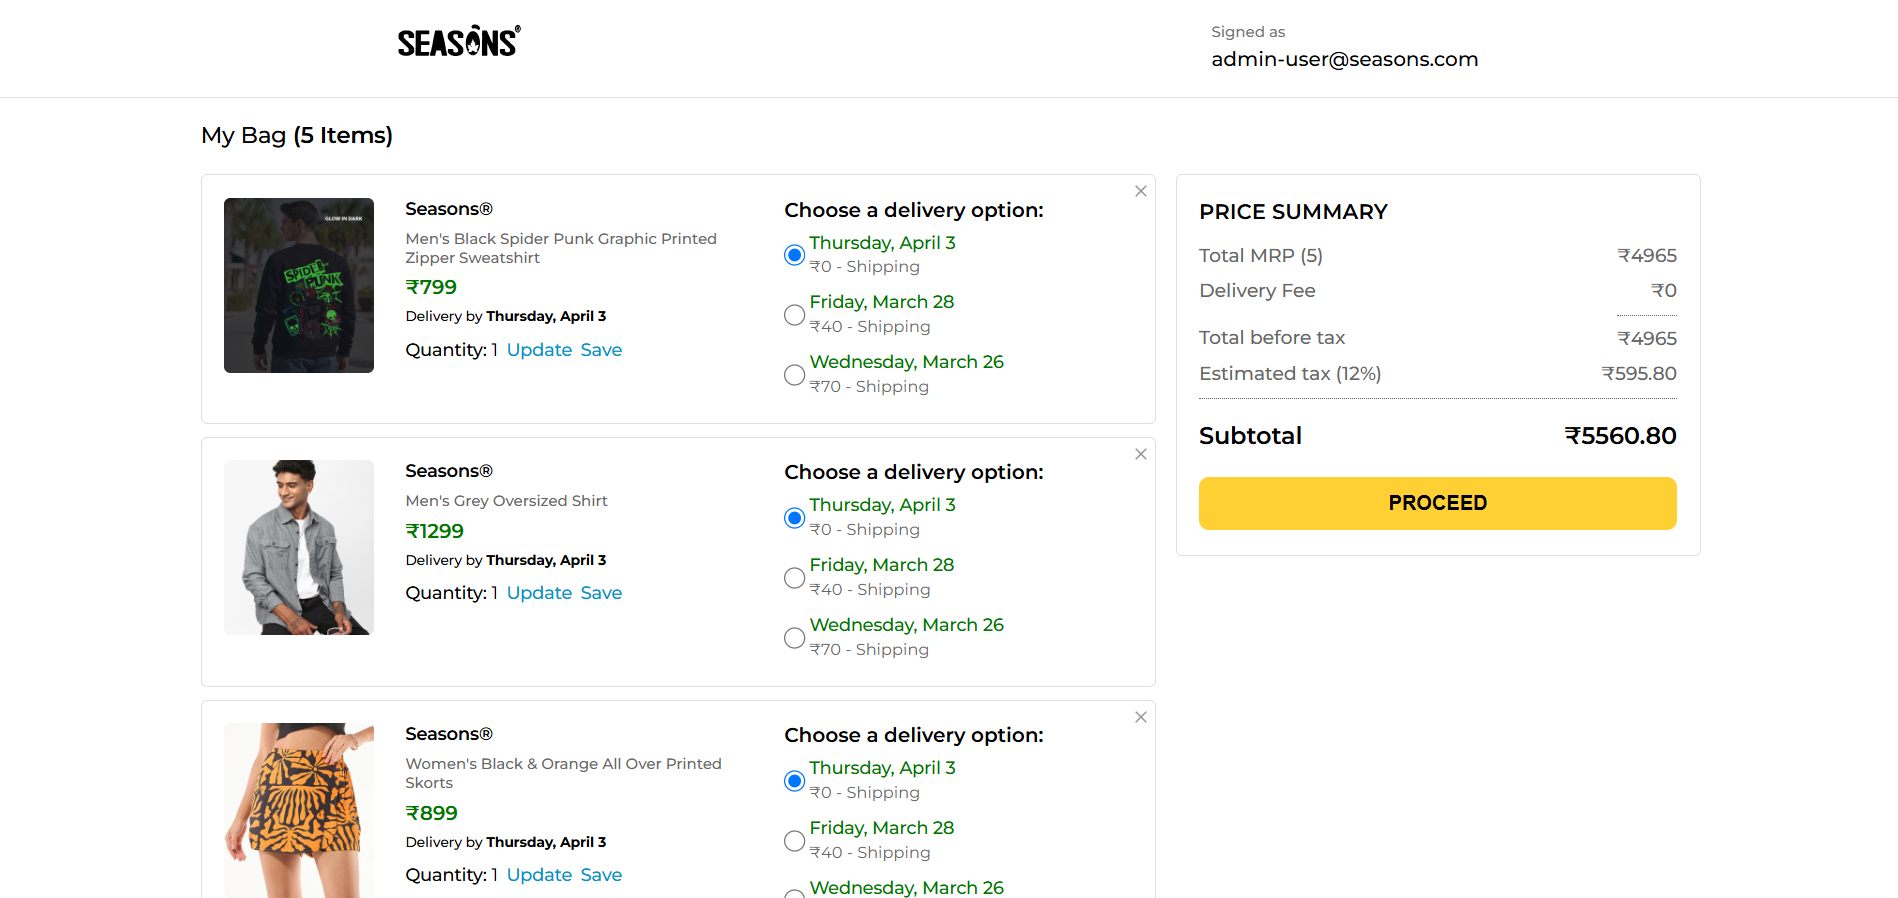 SEASONS®
Signed as
admin-user@seasons.com
My Bag (5 Items)
GLOW IN DARK
SPIDER
PUNK
Seasons®
Men's Black Spider Punk Graphic Printed
Zipper Sweatshirt
₹799
Delivery by Thursday, April 3
Quantity: 1 Update Save
Choose a delivery option:
Thursday, April 3
₹0 - Shipping
Friday, March 28
₹40 - Shipping
Wednesday, March 26
₹70 - Shipping
Seasons®
Men's Grey Oversized Shirt
₹1299
Delivery by Thursday, April 3
Quantity: 1 Update Save
Choose a delivery option:
Thursday, April 3
₹0 - Shipping
Friday, March 28
₹40 - Shipping
Wednesday, March 26
₹70 - Shipping
Seasons®
Women's Black & Orange All Over Printed
Skorts
₹899
Delivery by Thursday, April 3
Quantity: 1 Update Save
Choose a delivery option:
Thursday, April 3
₹0 - Shipping
Friday, March 28
₹40 - Shipping
Wednesday, March 26
PRICE SUMMARY
Total MRP (5) ₹4965
Delivery Fee ₹0
Total before tax ₹4965
Estimated tax (12%) ₹595.80
Subtotal ₹5560.80
PROCEED